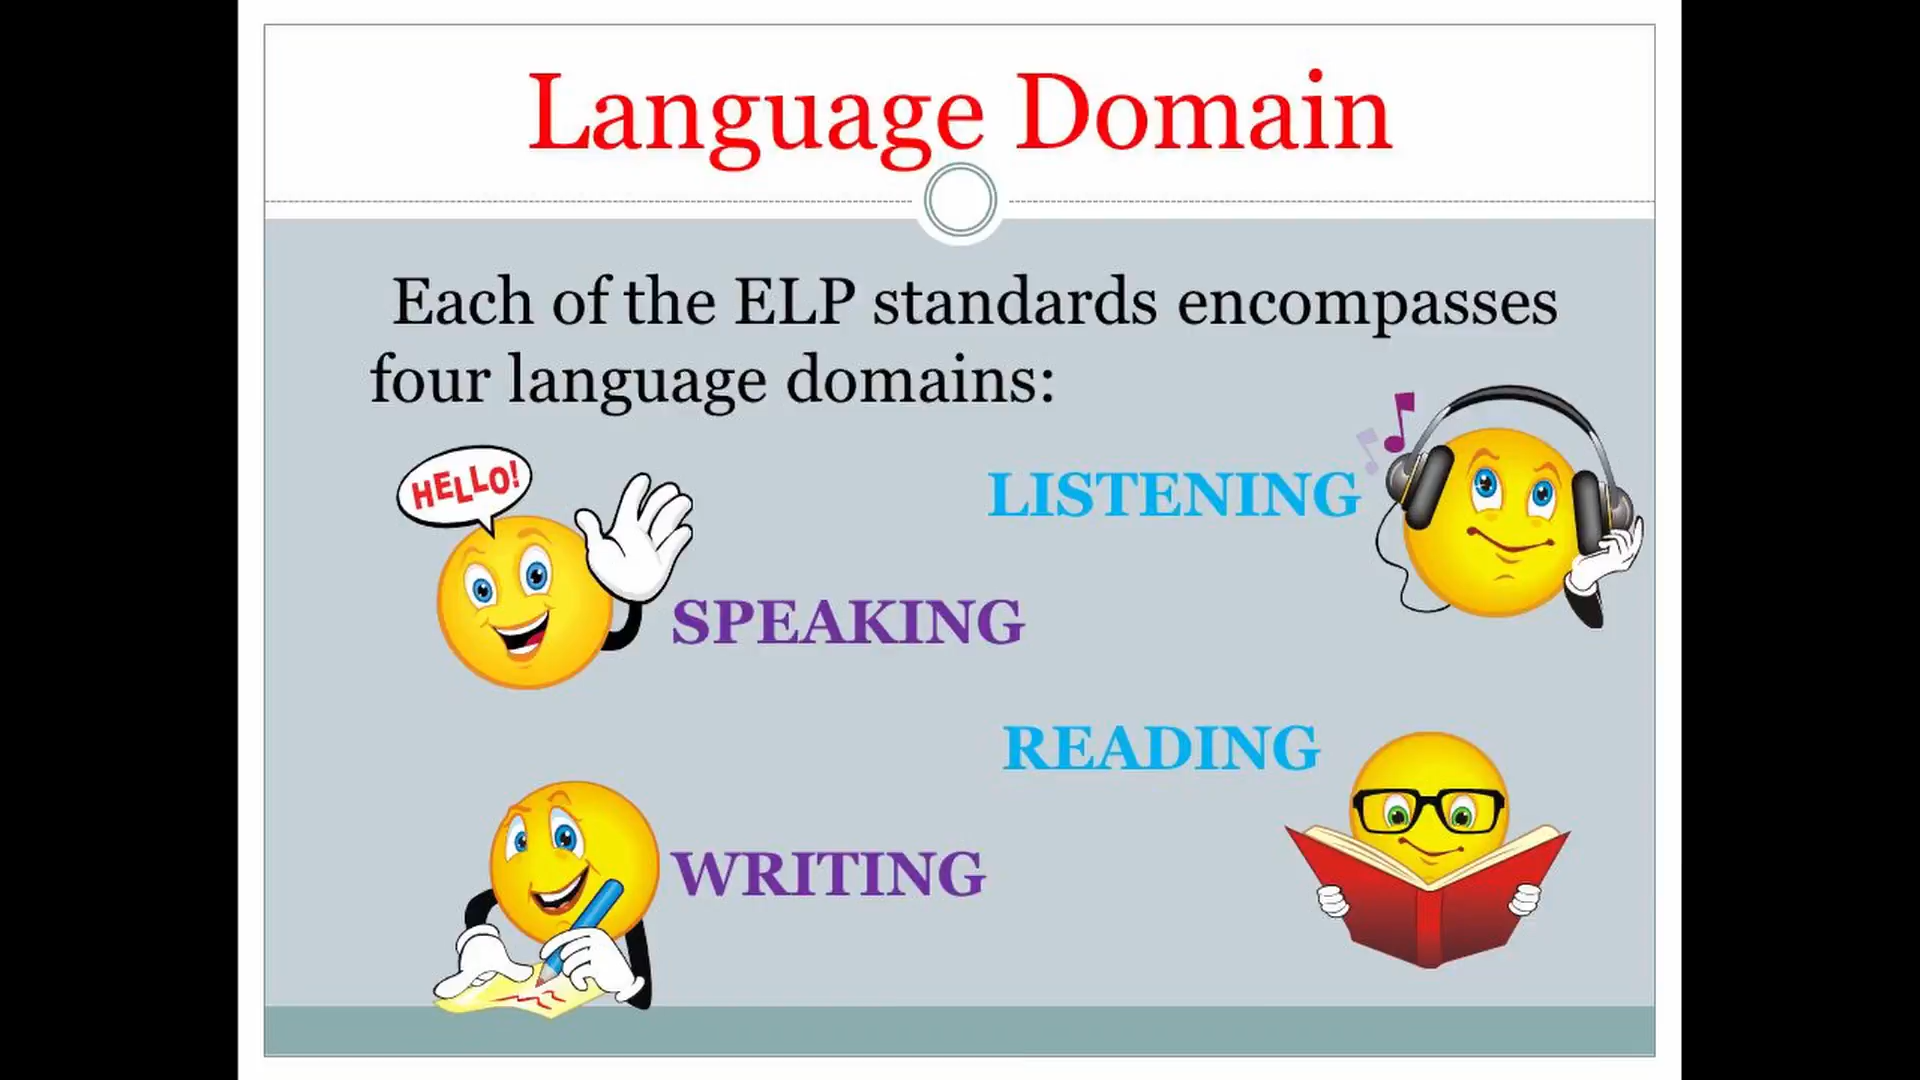 Language Domain
Each of the ELP standards encompasses
four language domains:
HELLO!
LISTENING
SPEAKING
READING
WRITING